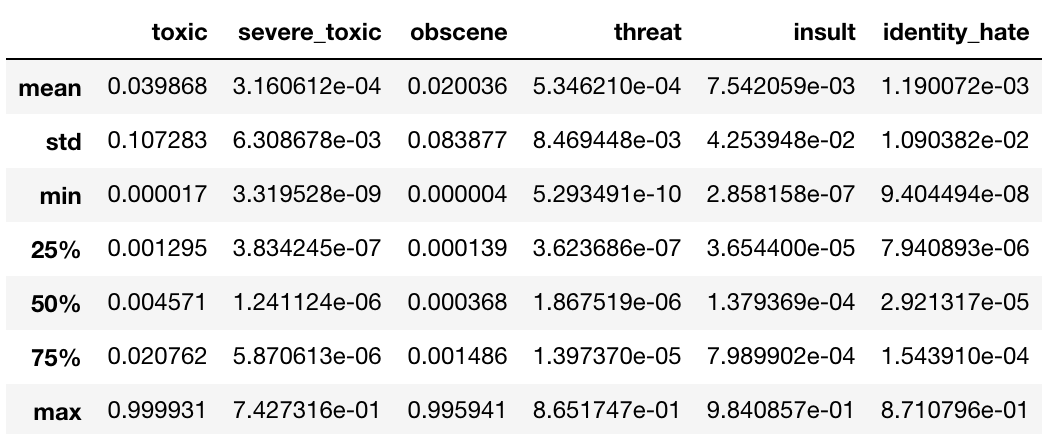 toxic severe_toxic obscene threat insult identity_hate
mean 0.039868 3.160612e-04 0.020036 5.346210e-04 7.542059e-03 1.190072e-03
std 0.107283 6.308678e-03 0.083877 8.469448e-03 4.253948e-02 1.090382e-02
min 0.000017 3.319528e-09 0.000004 5.293491e-10 2.858158e-07 9.404494e-08
25% 0.001295 3.834245e-07 0.000139 3.623686e-07 3.654400e-05 7.940893e-06
50% 0.004571 1.241124e-06 0.000368 1.867519e-06 1.379369e-04 2.921317e-05
75% 0.020762 5.870613e-06 0.001486 1.397370e-05 7.989902e-04 1.543910e-04
max 0.999931 7.427316e-01 0.995941 8.651747e-01 9.840857e-01 8.710796e-01